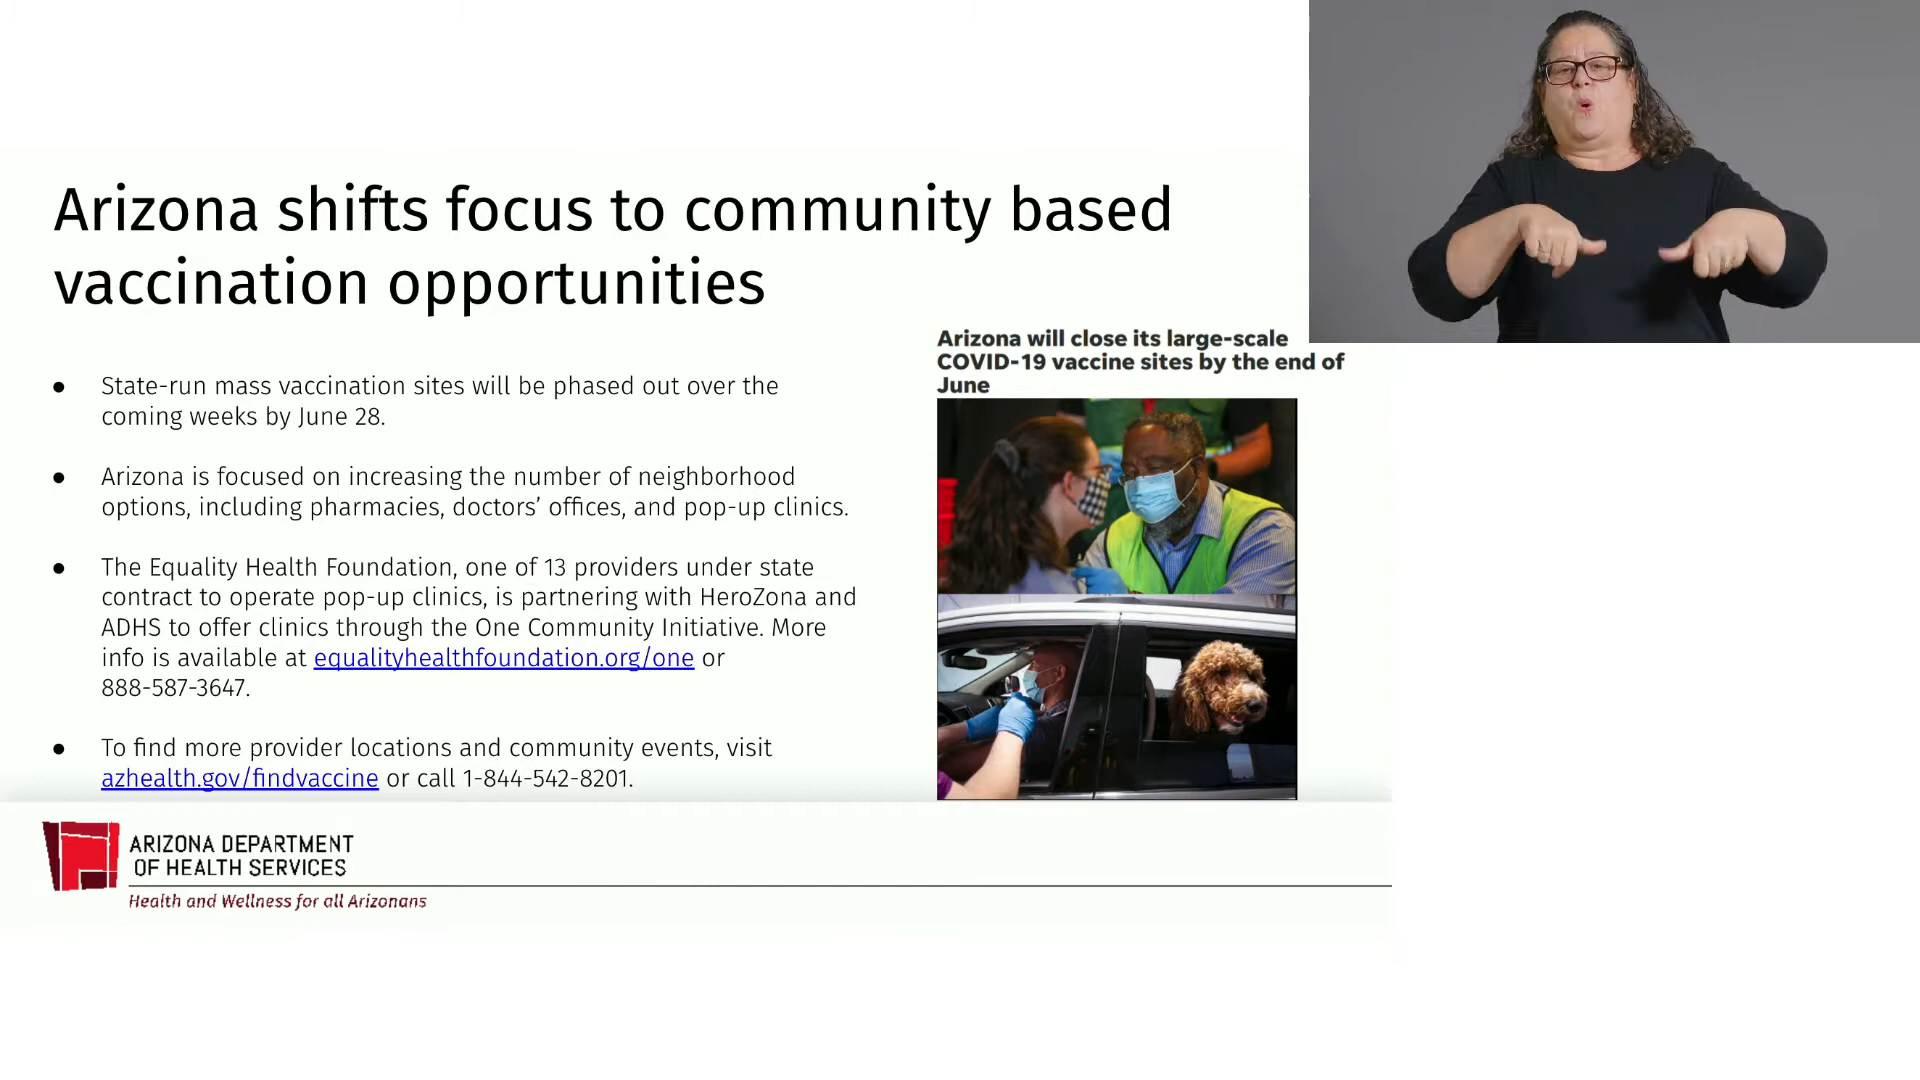 Arizona shifts focus to community based
vaccination opportunities
Arizona will close its large-scale
COVID-19 vaccine sites by the end of
June
● State-run mass vaccination sites will be phased out over the
coming weeks by June 28.
● Arizona is focused on increasing the number of neighborhood
options, including pharmacies, doctors’ offices, and pop-up clinics.
● The Equality Health Foundation, one of 13 providers under state
contract to operate pop-up clinics, is partnering with HeroZona and
ADHS to offer clinics through the One Community Initiative. More
info is available at equalityhealthfoundation.org/one or
888-587-3647.
● To find more provider locations and community events, visit
azhealth.gov/findvaccine or call 1-844-542-8201.
ARIZONA DEPARTMENT
OF HEALTH SERVICES
Health and Wellness for all Arizonans